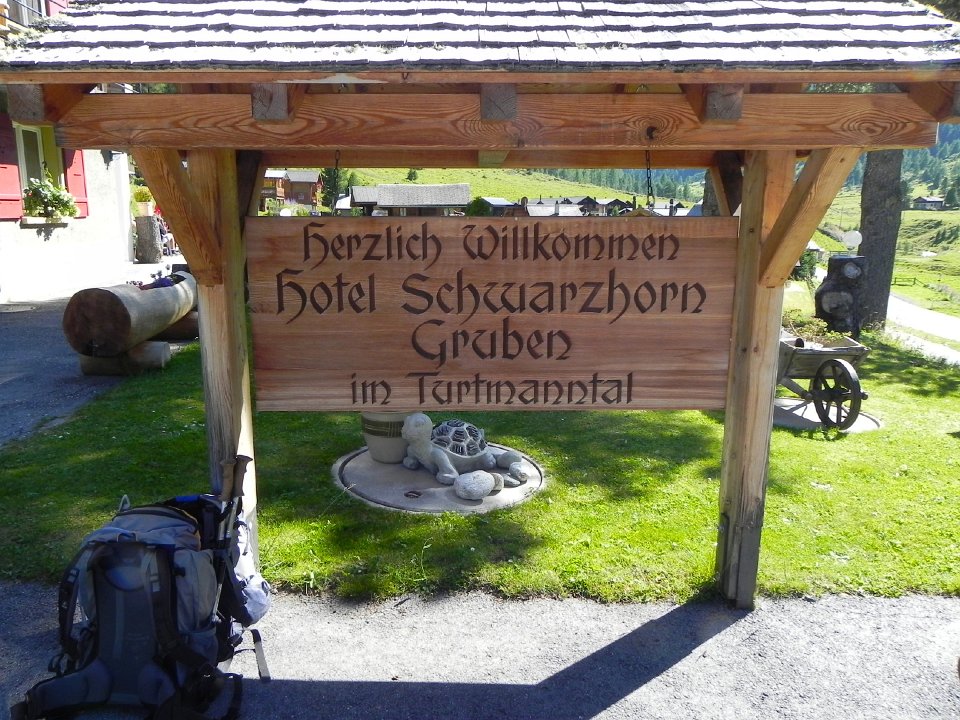 Herzlich Willkommen
Hotel Schwarzhorn
Gruben
im Turtmanntal